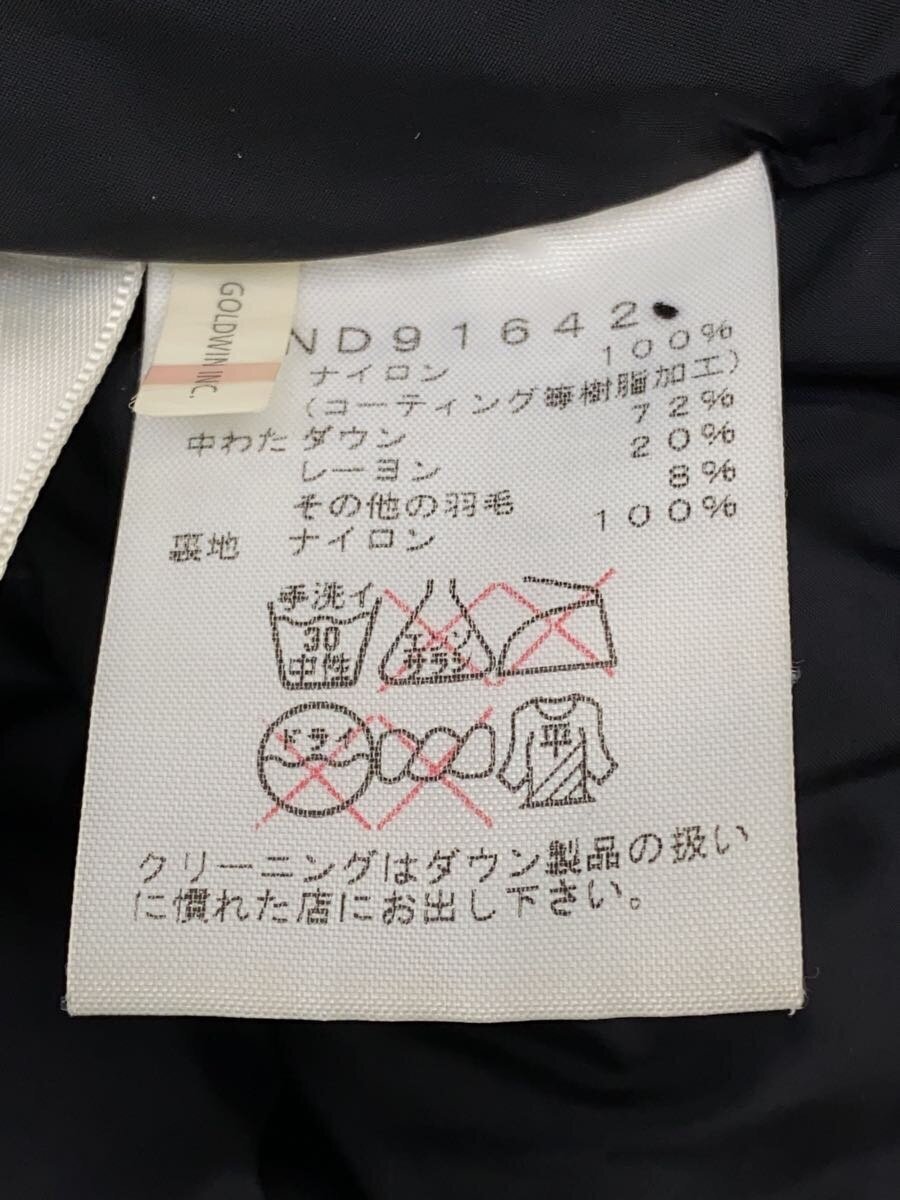 GOLDWIN INC.
ND91642
ナイロン 100%
(コーティング等樹脂加工)
中わた ダウン 72%
レーヨン 20%
その他の羽毛 8%
裏地 ナイロン 100%
手洗イ
30
中性
エンソ
サラシ
ドライ
平
クリーニングはダウン製品の扱い
に慣れた店にお出し下さい。